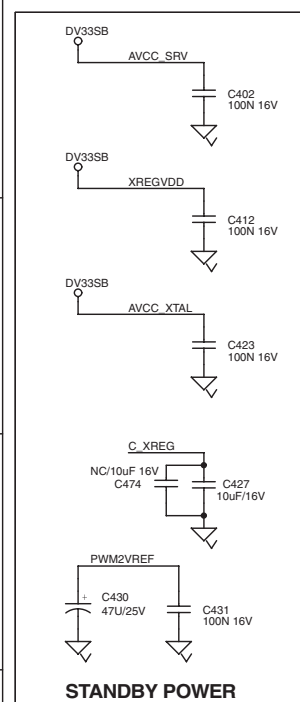 DV33SB
AVCC_SRV
C402
100N 16V
DV33SB
XREGVDD
C412
100N 16V
DV33SB
AVCC_XTAL
C423
100N 16V
C_XREG
NC/10uF 16V
C474
C427
10uF/16V
PWM2VREF
+
C430
47U/25V
C431
100N 16V
STANDBY POWER